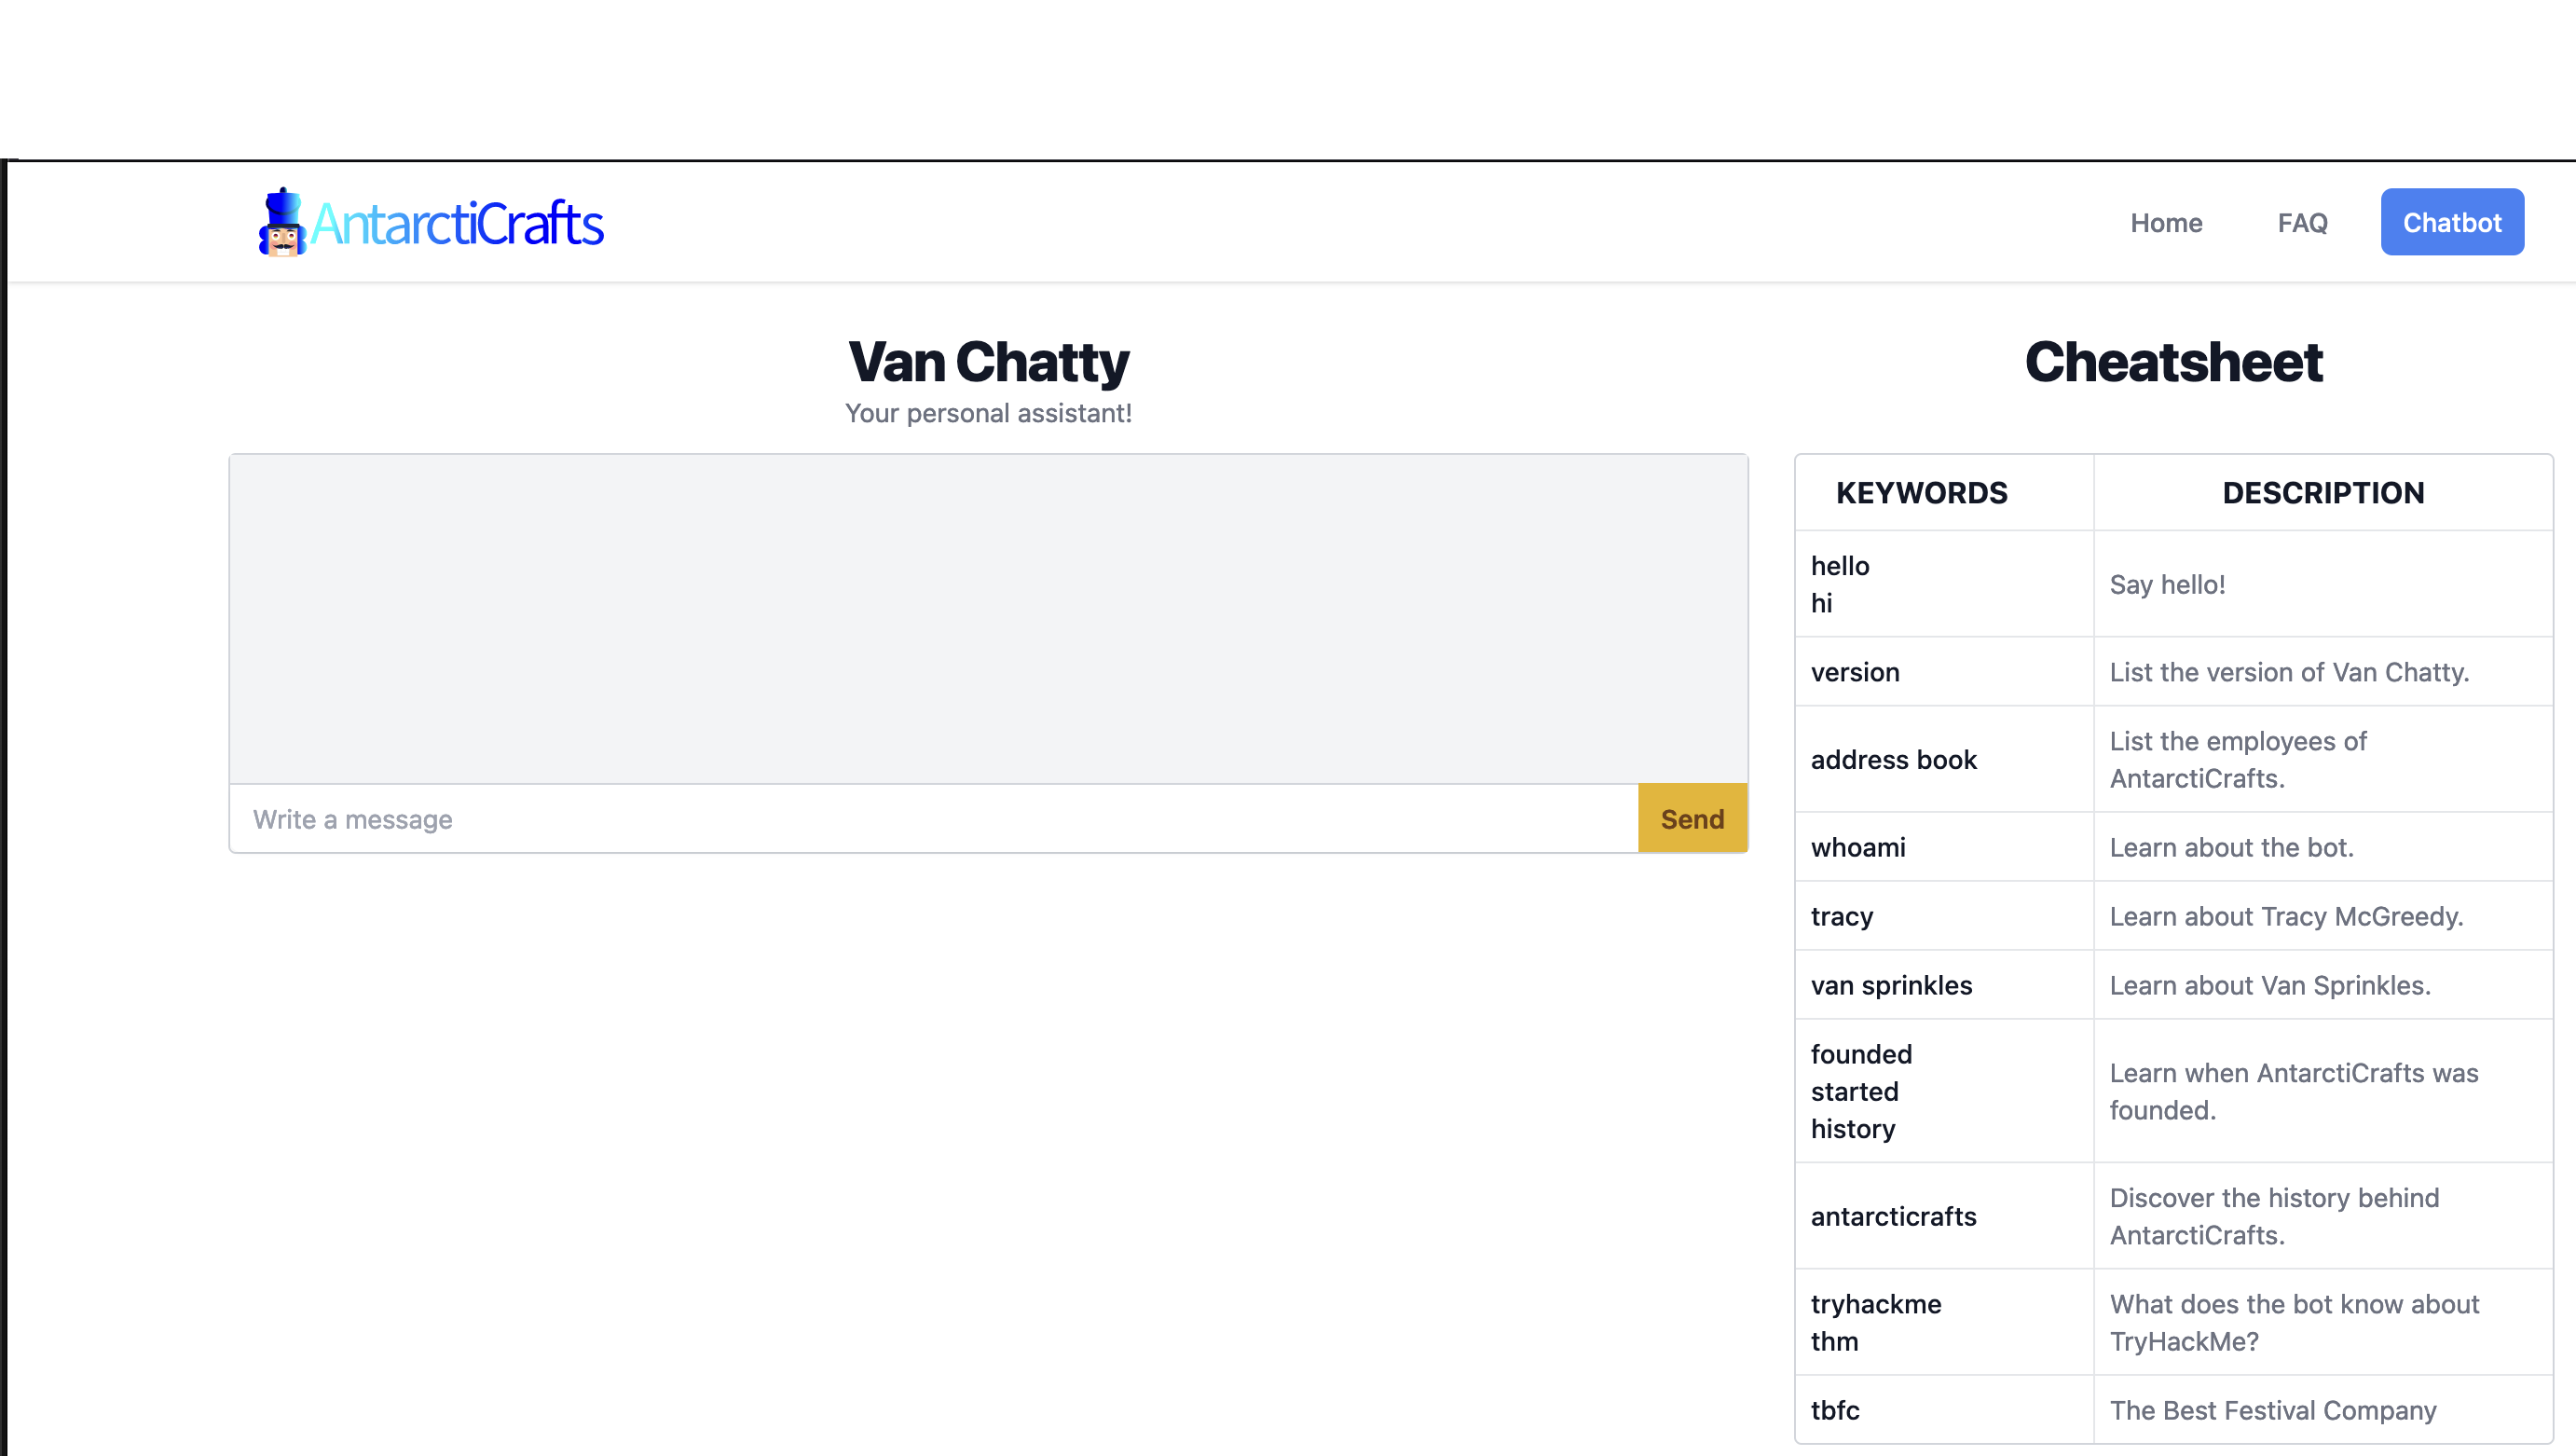 AntarctiCrafts
Home
FAQ
Chatbot
Van Chatty
Your personal assistant!
Write a message
Send
Cheatsheet
KEYWORDS
DESCRIPTION
hello
hi
Say hello!
version
List the version of Van Chatty.
address book
List the employees of
AntarctiCrafts.
whoami
Learn about the bot.
tracy
Learn about Tracy McGreedy.
van sprinkles
Learn about Van Sprinkles.
founded
started
history
Learn when AntarctiCrafts was
founded.
antarcticrafts
Discover the history behind
AntarctiCrafts.
tryhackme
thm
What does the bot know about
TryHackMe?
tbfc
The Best Festival Company